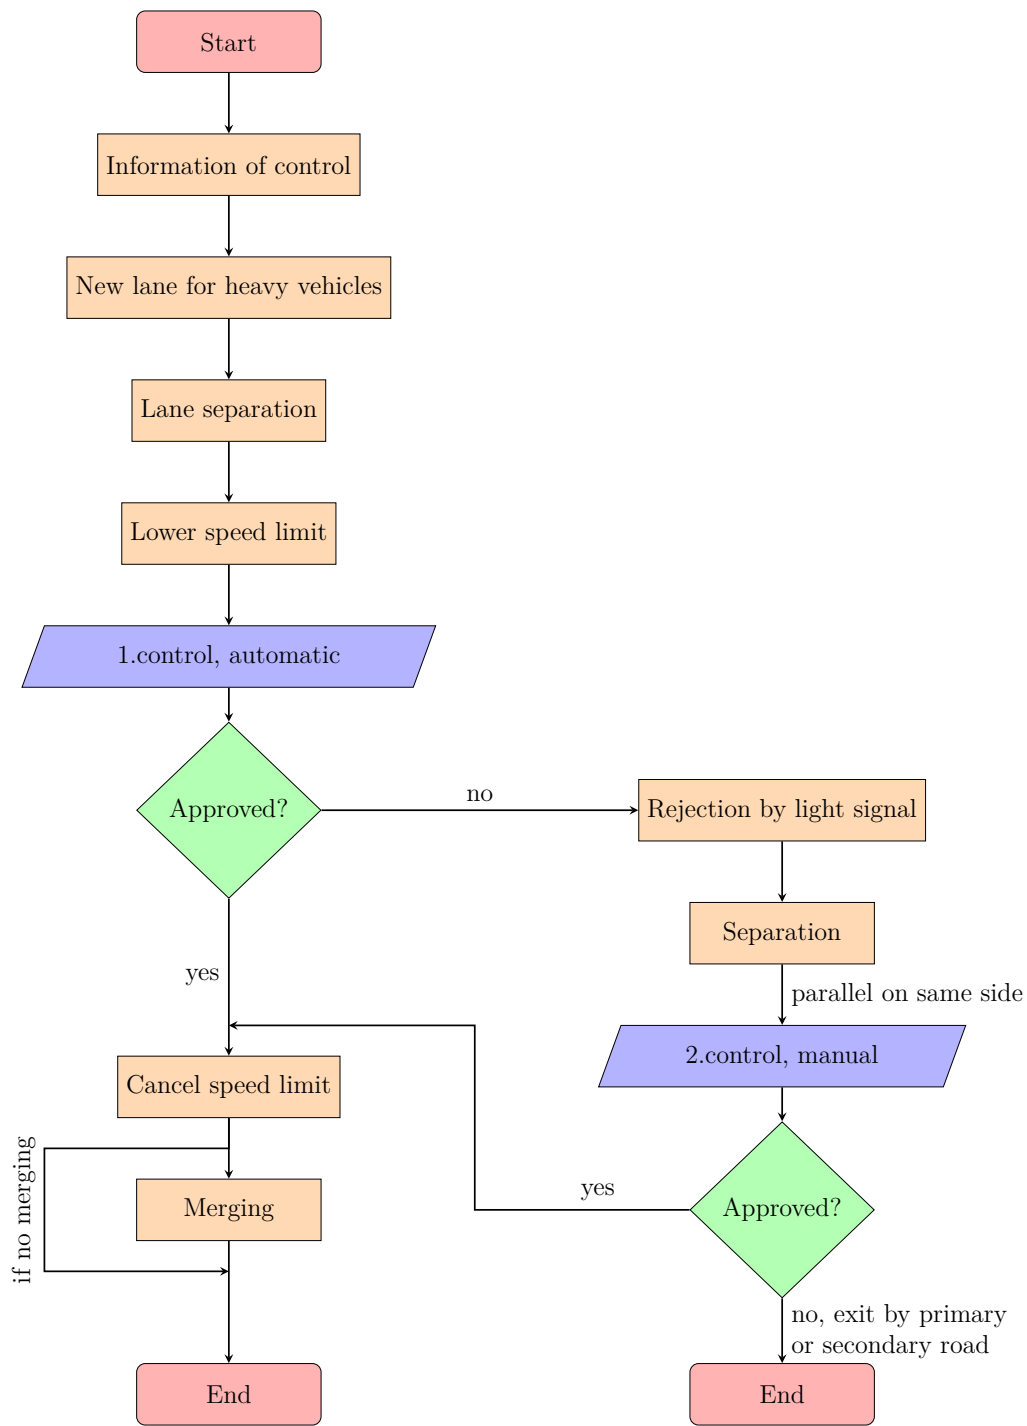 Start
Information of control
New lane for heavy vehicles
Lane separation
Lower speed limit
1.control, automatic
Approved?
no
Rejection by light signal
Separation
yes
parallel on same side
2.control, manual
Cancel speed limit
if no merging
Merging
yes
Approved?
no, exit by primary
or secondary road
End
End